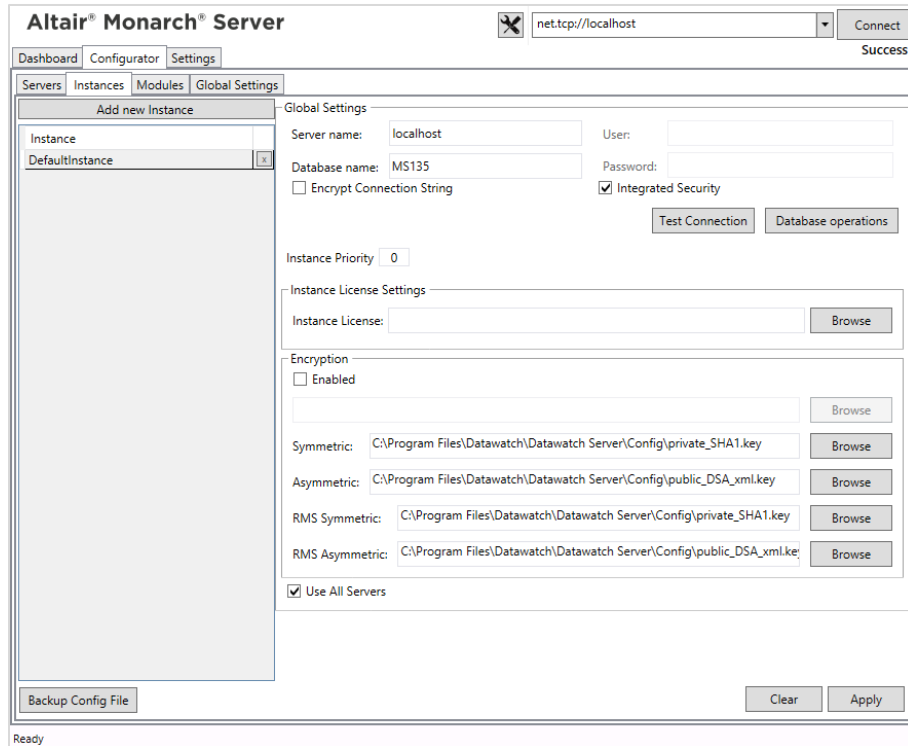 Altair® Monarch® Server
net.tcp://localhost
Connect
Success
Dashboard Configurator Settings
Servers Instances Modules Global Settings
Add new Instance
Instance
DefaultInstance x
Global Settings
Server name: localhost User:
Database name: MS135 Password:
Encrypt Connection String Integrated Security
Test Connection Database operations
Instance Priority 0
Instance License Settings
Instance License: Browse
Encryption
Enabled
Browse
Symmetric: C:\Program Files\Datawatch\Datawatch Server\Config\private_SHA1.key Browse
Asymmetric: C:\Program Files\Datawatch\Datawatch Server\Config\public_DSA_xml.key Browse
RMS Symmetric: C:\Program Files\Datawatch\Datawatch Server\Config\private_SHA1.key Browse
RMS Asymmetric: C:\Program Files\Datawatch\Datawatch Server\Config\public_DSA_xml.ke Browse
Use All Servers
Backup Config File Clear Apply
Ready